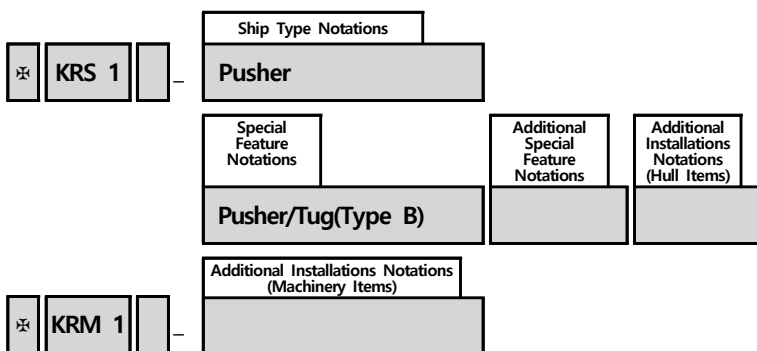 Ship Type Notations
✠ KRS 1 _ Pusher
Special
Feature
Notations
Additional
Special
Feature
Notations
Additional
Installations
Notations
(Hull Items)
Pusher/Tug(Type B)
Additional Installations Notations
(Machinery Items)
✠ KRM 1 _